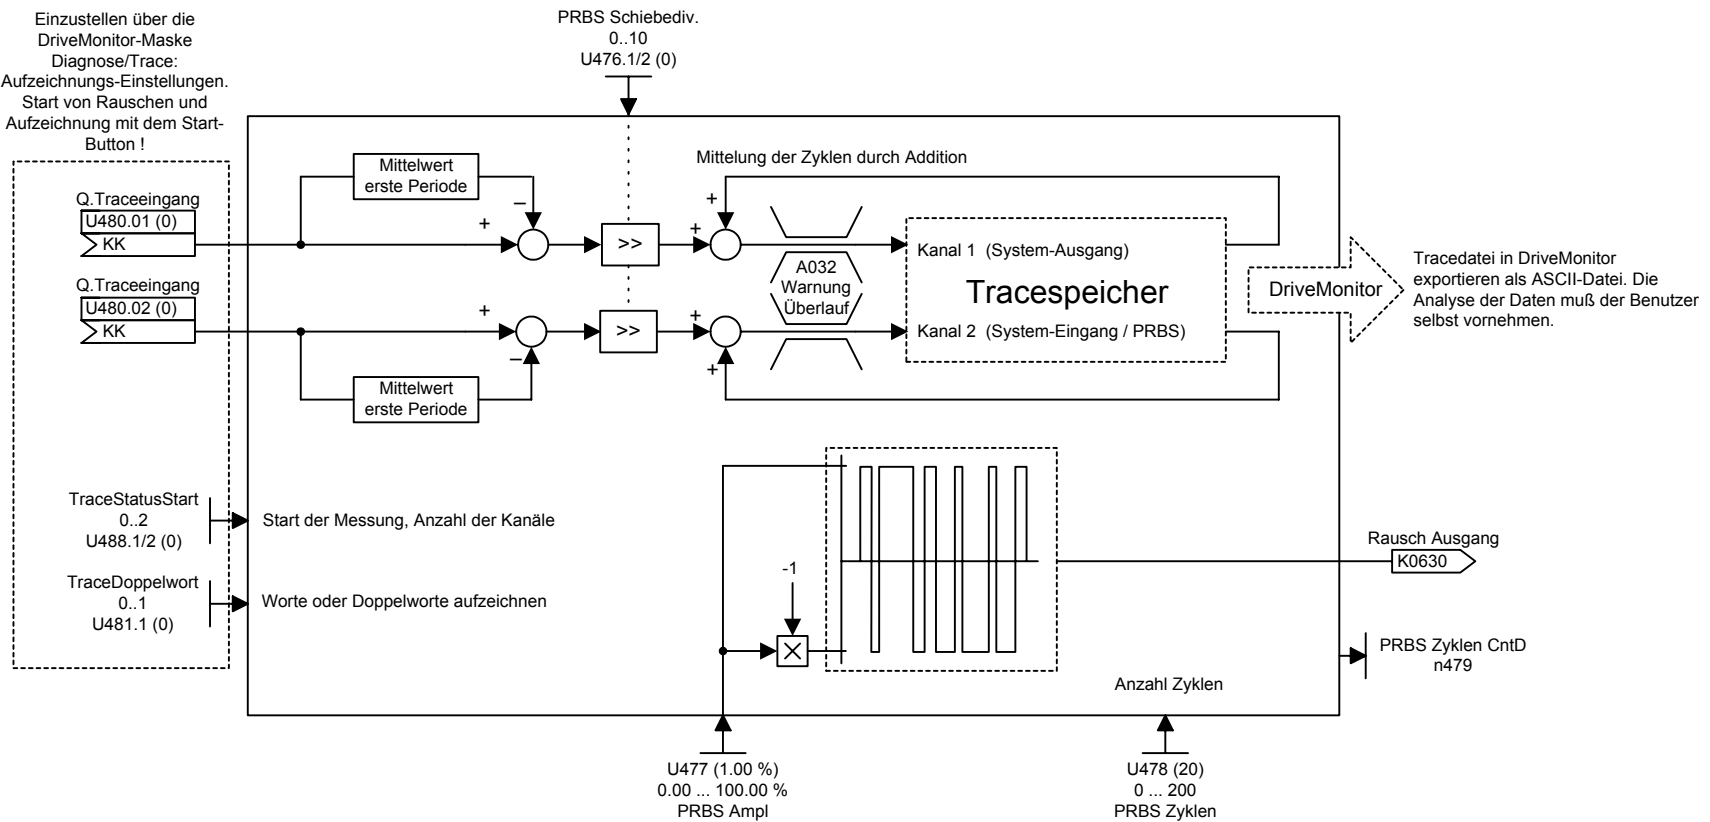 Einzustellen über die
DriveMonitor-Maske
Diagnose/Trace:
Aufzeichnungs-Einstellungen.
Start von Rauschen und
Aufzeichnung mit dem Start-
Button !
PRBS Schiebediv.
0..10
U476.1/2 (0)
Mittelwert
erste Periode
Mittelung der Zyklen durch Addition
Q.Traceeingang
U480.01 (0)
KK
+
–
>>
+
+
Kanal 1 (System-Ausgang)
A032
Warnung
Überlauf
Tracespeicher
DriveMonitor
Tracedatei in DriveMonitor
exportieren als ASCII-Datei. Die
Analyse der Daten muß der Benutzer
selbst vornehmen.
Q.Traceeingang
U480.02 (0)
KK
+
–
>>
+
+
Kanal 2 (System-Eingang / PRBS)
Mittelwert
erste Periode
TraceStatusStart
0..2
U488.1/2 (0)
Start der Messung, Anzahl der Kanäle
TraceDoppelwort
0..1
U481.1 (0)
Worte oder Doppelworte aufzeichnen
-1
Rausch Ausgang
K0630
PRBS Zyklen CntD
n479
Anzahl Zyklen
U477 (1.00 %)
0.00 ... 100.00 %
PRBS Ampl
U478 (20)
0 ... 200
PRBS Zyklen